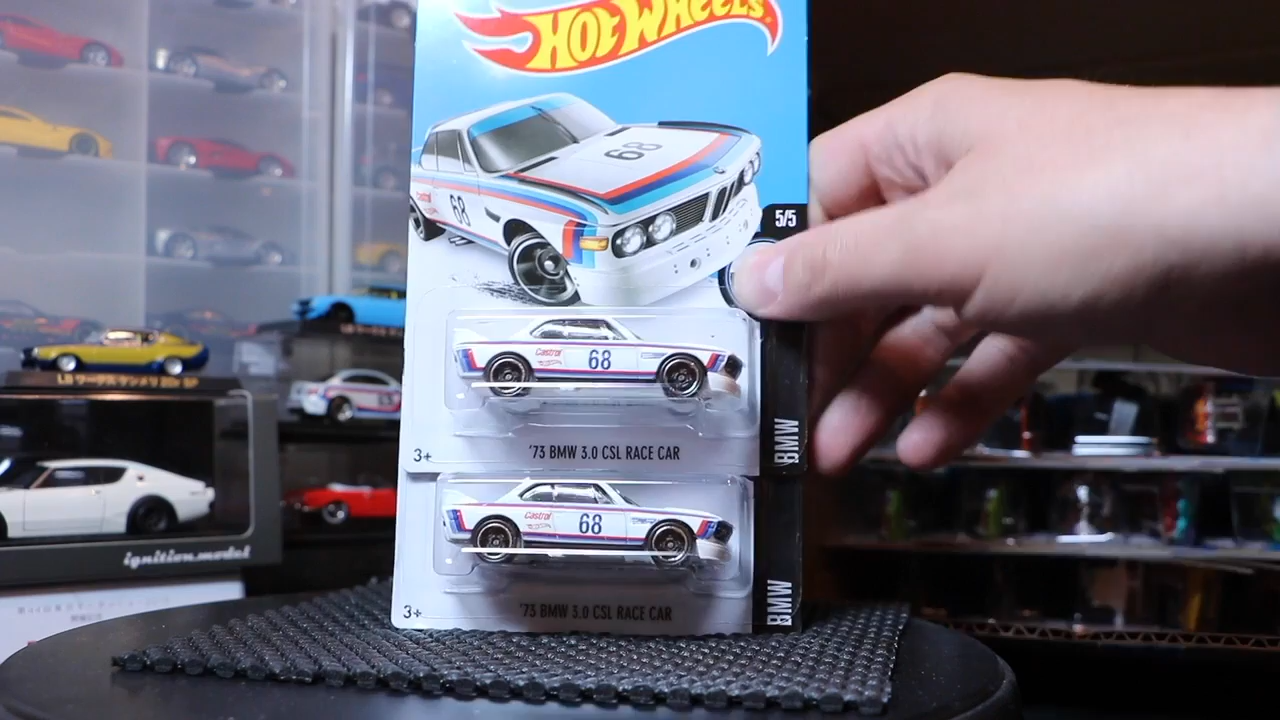 HOT WHEELS
68
Castrol
68
5/5
Castrol
68
3+
'73 BMW 3.0 CSL RACE CAR
BMW
Castrol
68
3+
'73 BMW 3.0 CSL RACE CAR
BMW
ignition model